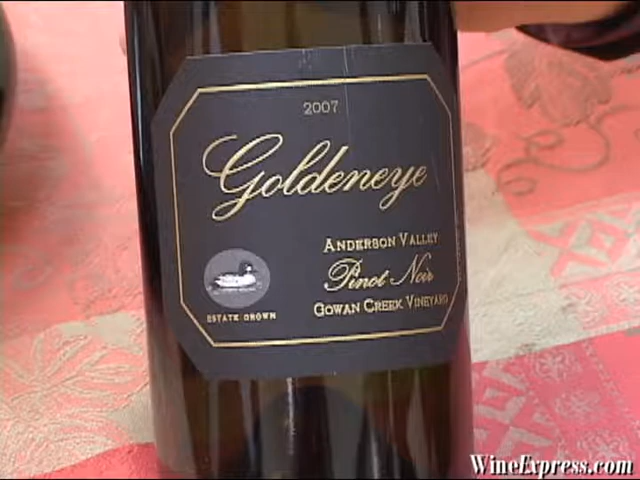 2007
Goldeneye
ANDERSON VALLEY
Pinot Noir
GOWAN CREEK VINEYARD
ESTATE GROWN
WineExpress.com